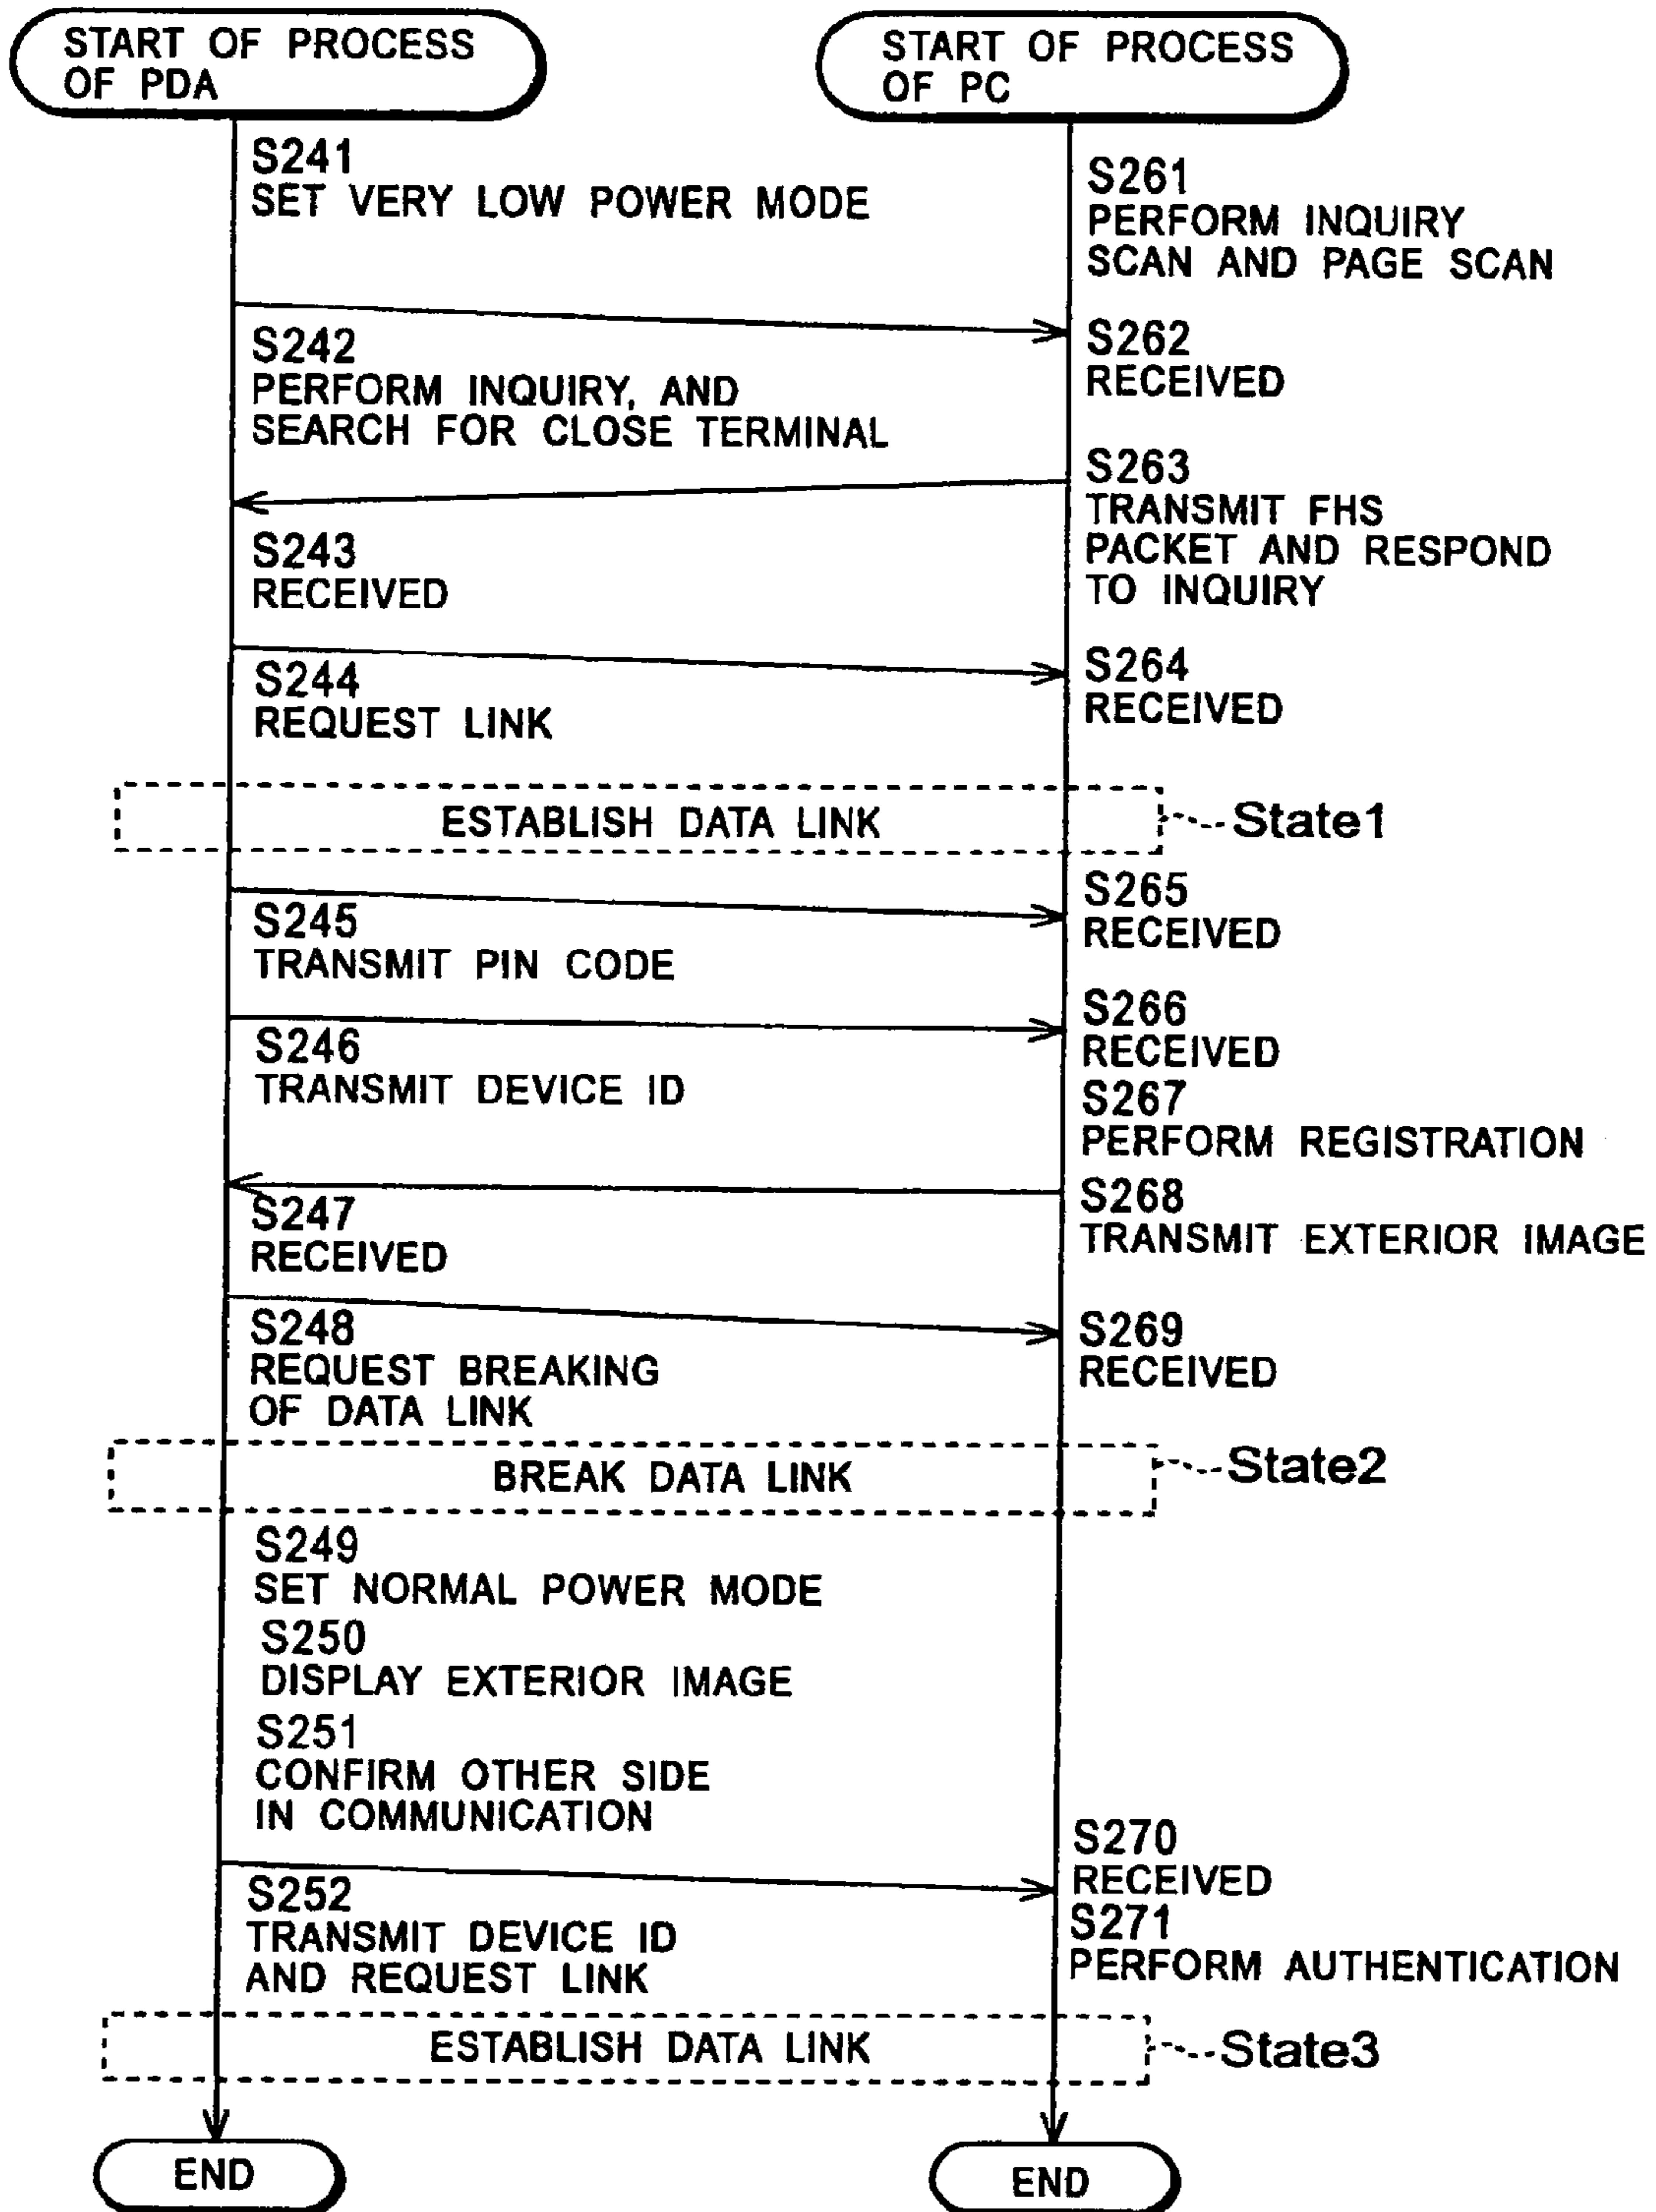 START OF PROCESS
OF PDA
START OF PROCESS
OF PC
S241
SET VERY LOW POWER MODE
S261
PERFORM INQUIRY
SCAN AND PAGE SCAN
S242
PERFORM INQUIRY, AND
SEARCH FOR CLOSE TERMINAL
S262
RECEIVED
S263
TRANSMIT FHS
PACKET AND RESPOND
TO INQUIRY
S243
RECEIVED
S244
REQUEST LINK
S264
RECEIVED
ESTABLISH DATA LINK
State1
S245
TRANSMIT PIN CODE
S265
RECEIVED
S246
TRANSMIT DEVICE ID
S266
RECEIVED
S267
PERFORM REGISTRATION
S247
RECEIVED
S268
TRANSMIT EXTERIOR IMAGE
S248
REQUEST BREAKING
OF DATA LINK
S269
RECEIVED
BREAK DATA LINK
State2
S249
SET NORMAL POWER MODE
S250
DISPLAY EXTERIOR IMAGE
S251
CONFIRM OTHER SIDE
IN COMMUNICATION
S270
RECEIVED
S252
TRANSMIT DEVICE ID
AND REQUEST LINK
S271
PERFORM AUTHENTICATION
ESTABLISH DATA LINK
State3
END
END